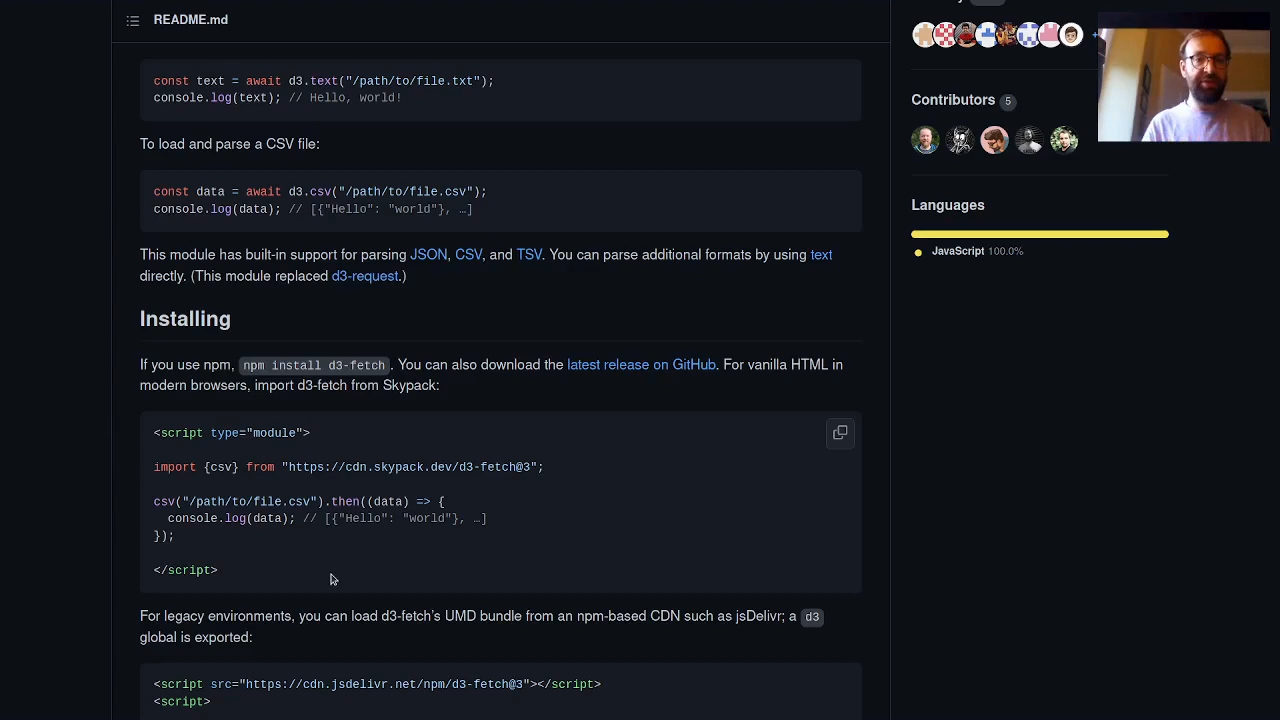 README.md
const text = await d3.text("/path/to/file.txt");
console.log(text); // Hello, world!
To load and parse a CSV file:
const data = await d3.csv("/path/to/file.csv");
console.log(data); // [{"Hello": "world"}, …]
This module has built-in support for parsing JSON, CSV, and TSV. You can parse additional formats by using text
directly. (This module replaced d3-request.)
Installing
If you use npm, npm install d3-fetch. You can also download the latest release on GitHub. For vanilla HTML in
modern browsers, import d3-fetch from Skypack:
<script type="module">
import {csv} from "https://cdn.skypack.dev/d3-fetch@3";
csv("/path/to/file.csv").then((data) => {
console.log(data); // [{"Hello": "world"}, …]
});
</script>
For legacy environments, you can load d3-fetch’s UMD bundle from an npm-based CDN such as jsDelivr; a d3
global is exported:
<script src="https://cdn.jsdelivr.net/npm/d3-fetch@3"></script>
<script>
Contributors 5
Languages
JavaScript 100.0%